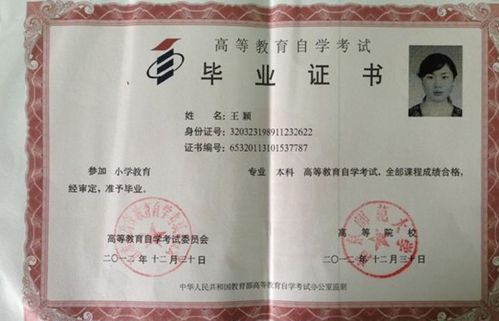 高等教育自学考试
毕业证书
姓名：王颖
身份证号：320323198911232622
证书编号：65320113101537787
参加 小学教育 专业 本科 高等教育自学考试，全部课程成绩合格，
经审定，准予毕业。
高等教育自学考试委员会
高等院校
二〇一二年 十二月 三十日
二〇一二年 十二月 三十日
中华人民共和国教育部高等教育自学考试办公室监制